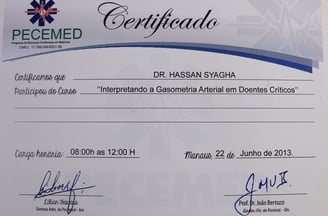 Certificado
PECEMED
Certificamos que DR. HASSAN SYAGHA
Participou do Curso "Interpretando a Gasometria Arterial em Doentes Criticos"
Carga horária: 08:00h as 12:00 H Manaus, 22 de Junho de 2013.
Prof. Dr. João Bertozzi